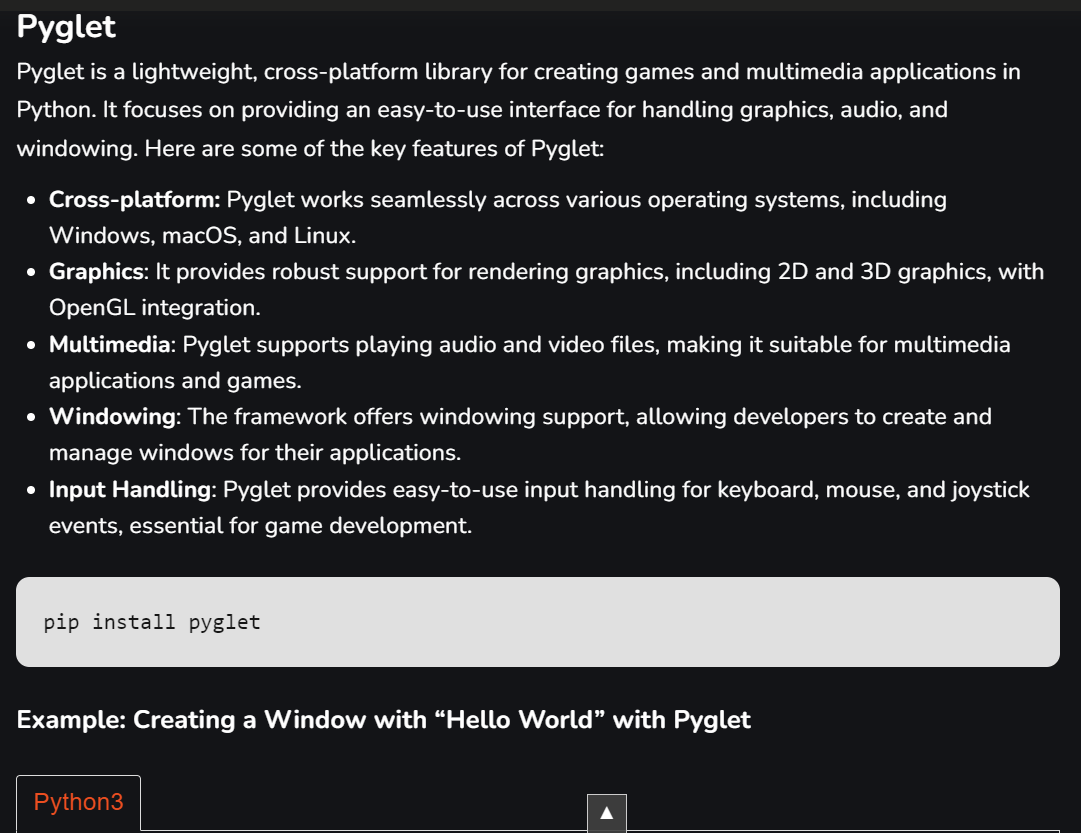 Pyglet
Pyglet is a lightweight, cross-platform library for creating games and multimedia applications in
Python. It focuses on providing an easy-to-use interface for handling graphics, audio, and
windowing. Here are some of the key features of Pyglet:
• Cross-platform: Pyglet works seamlessly across various operating systems, including
Windows, macOS, and Linux.
• Graphics: It provides robust support for rendering graphics, including 2D and 3D graphics, with
OpenGL integration.
• Multimedia: Pyglet supports playing audio and video files, making it suitable for multimedia
applications and games.
• Windowing: The framework offers windowing support, allowing developers to create and
manage windows for their applications.
• Input Handling: Pyglet provides easy-to-use input handling for keyboard, mouse, and joystick
events, essential for game development.
pip install pyglet
Example: Creating a Window with “Hello World” with Pyglet
Python3